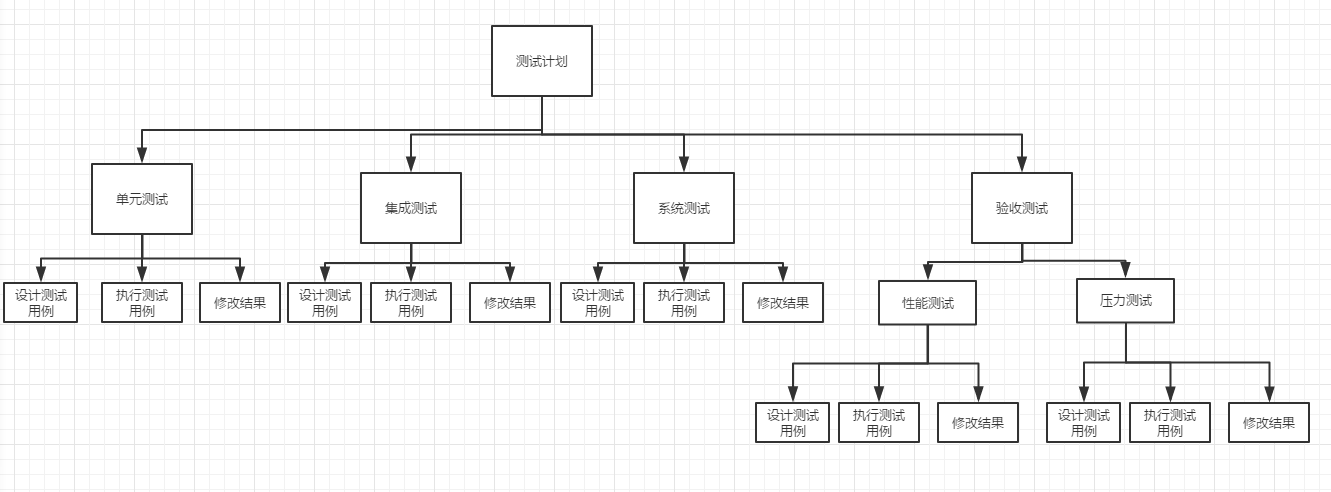 测试计划
单元测试
集成测试
系统测试
验收测试
设计测试
用例
执行测试
用例
修改结果
设计测试
用例
执行测试
用例
修改结果
设计测试
用例
执行测试
用例
修改结果
性能测试
压力测试
设计测试
用例
执行测试
用例
修改结果
设计测试
用例
执行测试
用例
修改结果